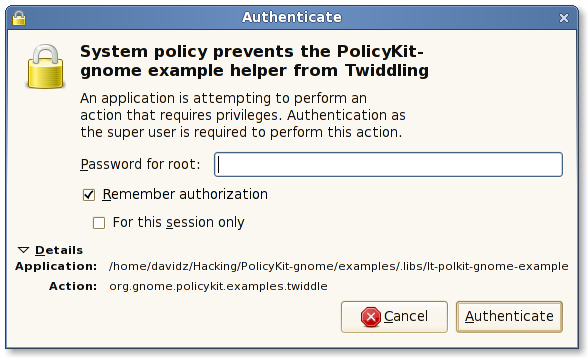 Authenticate
System policy prevents the PolicyKit-
gnome example helper from Twiddling
An application is attempting to perform an
action that requires privileges. Authentication as
the super user is required to perform this action.
Password for root:
Remember authorization
For this session only
Details
Application: /home/davidz/Hacking/PolicyKit-gnome/examples/.libs/lt-polkit-gnome-example
Action: org.gnome.policykit.examples.twiddle
Cancel Authenticate